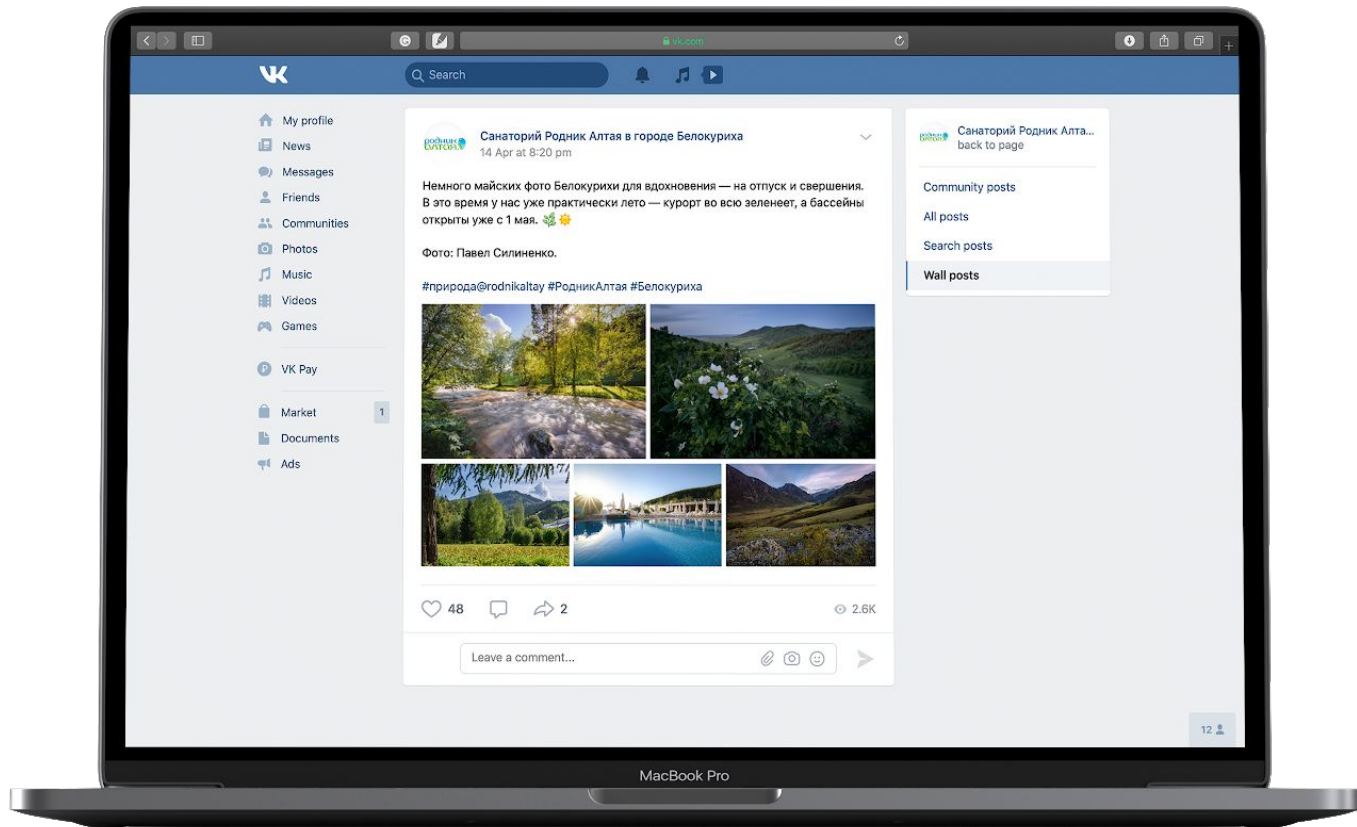 vk.com
Search
My profile
News
Messages
Friends
Communities
Photos
Music
Videos
Games
VK Pay
Market 1
Documents
Ads
РОДНИК АЛТАЯ
Санаторий Родник Алтая в городе Белокуриха
14 Apr at 8:20 pm
Немного майских фото Белокурихи для вдохновения — на отпуск и свершения.
В это время у нас уже практически лето — курорт во всю зеленеет, а бассейны
открыты уже с 1 мая. 🌿☀️
Фото: Павел Силиненко.
#природа@rodnikaltay #РодникАлтая #Белокуриха
48
2
2.6K
Leave a comment...
Санаторий Родник Алта...
back to page
Community posts
All posts
Search posts
Wall posts
12
MacBook Pro